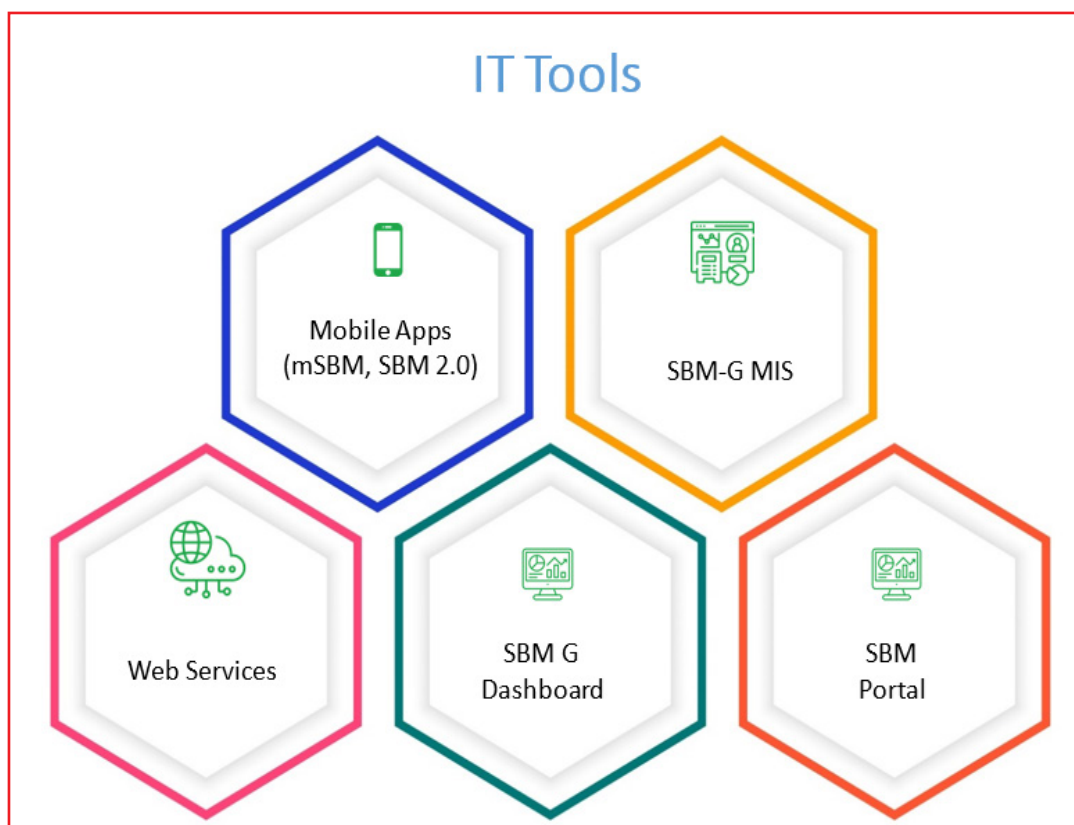 IT Tools
Mobile Apps
(mSBM, SBM 2.0)
SBM-G MIS
Web Services
SBM G
Dashboard
SBM
Portal